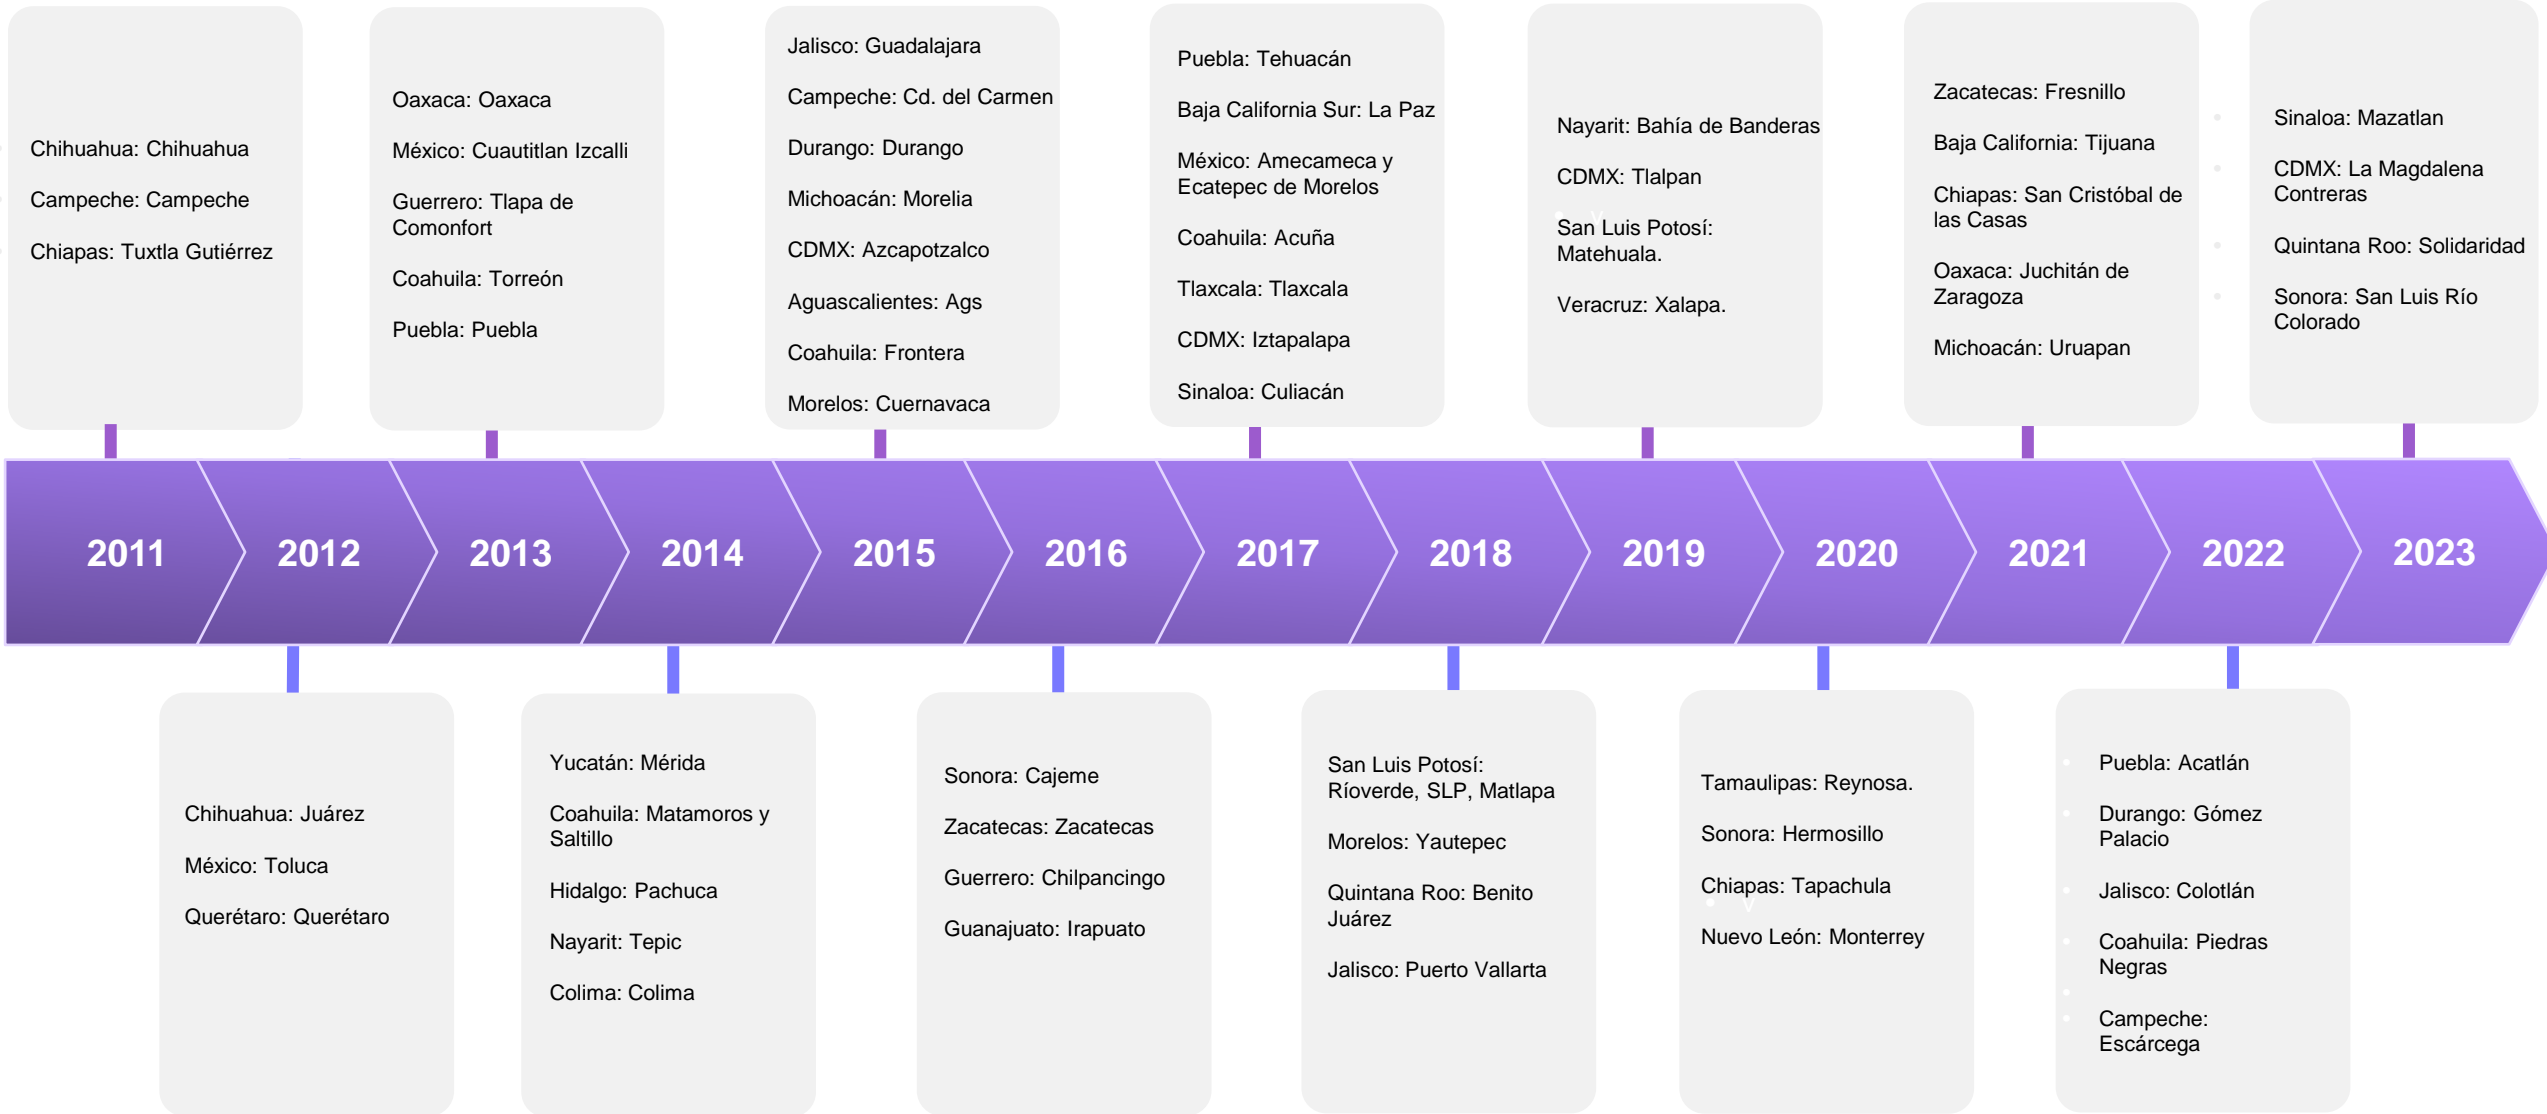 Chihuahua: Chihuahua
Campeche: Campeche
Chiapas: Tuxtla Gutiérrez
Oaxaca: Oaxaca
México: Cuautitlan Izcalli
Guerrero: Tlapa de
Comonfort
Coahuila: Torreón
Puebla: Puebla
Jalisco: Guadalajara
Campeche: Cd. del Carmen
Durango: Durango
Michoacán: Morelia
CDMX: Azcapotzalco
Aguascalientes: Ags
Coahuila: Frontera
Morelos: Cuernavaca
Puebla: Tehuacán
Baja California Sur: La Paz
México: Amecameca y
Ecatepec de Morelos
Coahuila: Acuña
Tlaxcala: Tlaxcala
CDMX: Iztapalapa
Sinaloa: Culiacán
Nayarit: Bahía de Banderas
CDMX: Tlalpan
v
San Luis Potosí:
Matehuala.
Veracruz: Xalapa.
Zacatecas: Fresnillo
Baja California: Tijuana
Chiapas: San Cristóbal de
las Casas
Oaxaca: Juchitán de
Zaragoza
Michoacán: Uruapan
Sinaloa: Mazatlan
CDMX: La Magdalena
Contreras
Quintana Roo: Solidaridad
Sonora: San Luis Río
Colorado
2011
2012
2013
2014
2015
2016
2017
2018
2019
2020
2021
2022
2023
Chihuahua: Juárez
México: Toluca
Querétaro: Querétaro
Yucatán: Mérida
Coahuila: Matamoros y
Saltillo
Hidalgo: Pachuca
Nayarit: Tepic
Colima: Colima
Sonora: Cajeme
Zacatecas: Zacatecas
Guerrero: Chilpancingo
Guanajuato: Irapuato
San Luis Potosí:
Ríoverde, SLP, Matlapa
Morelos: Yautepec
Quintana Roo: Benito
Juárez
Jalisco: Puerto Vallarta
Tamaulipas: Reynosa.
Sonora: Hermosillo
Chiapas: Tapachula
v
Nuevo León: Monterrey
Puebla: Acatlán
Durango: Gómez
Palacio
Jalisco: Colotlán
Coahuila: Piedras
Negras
Campeche:
Escárcega